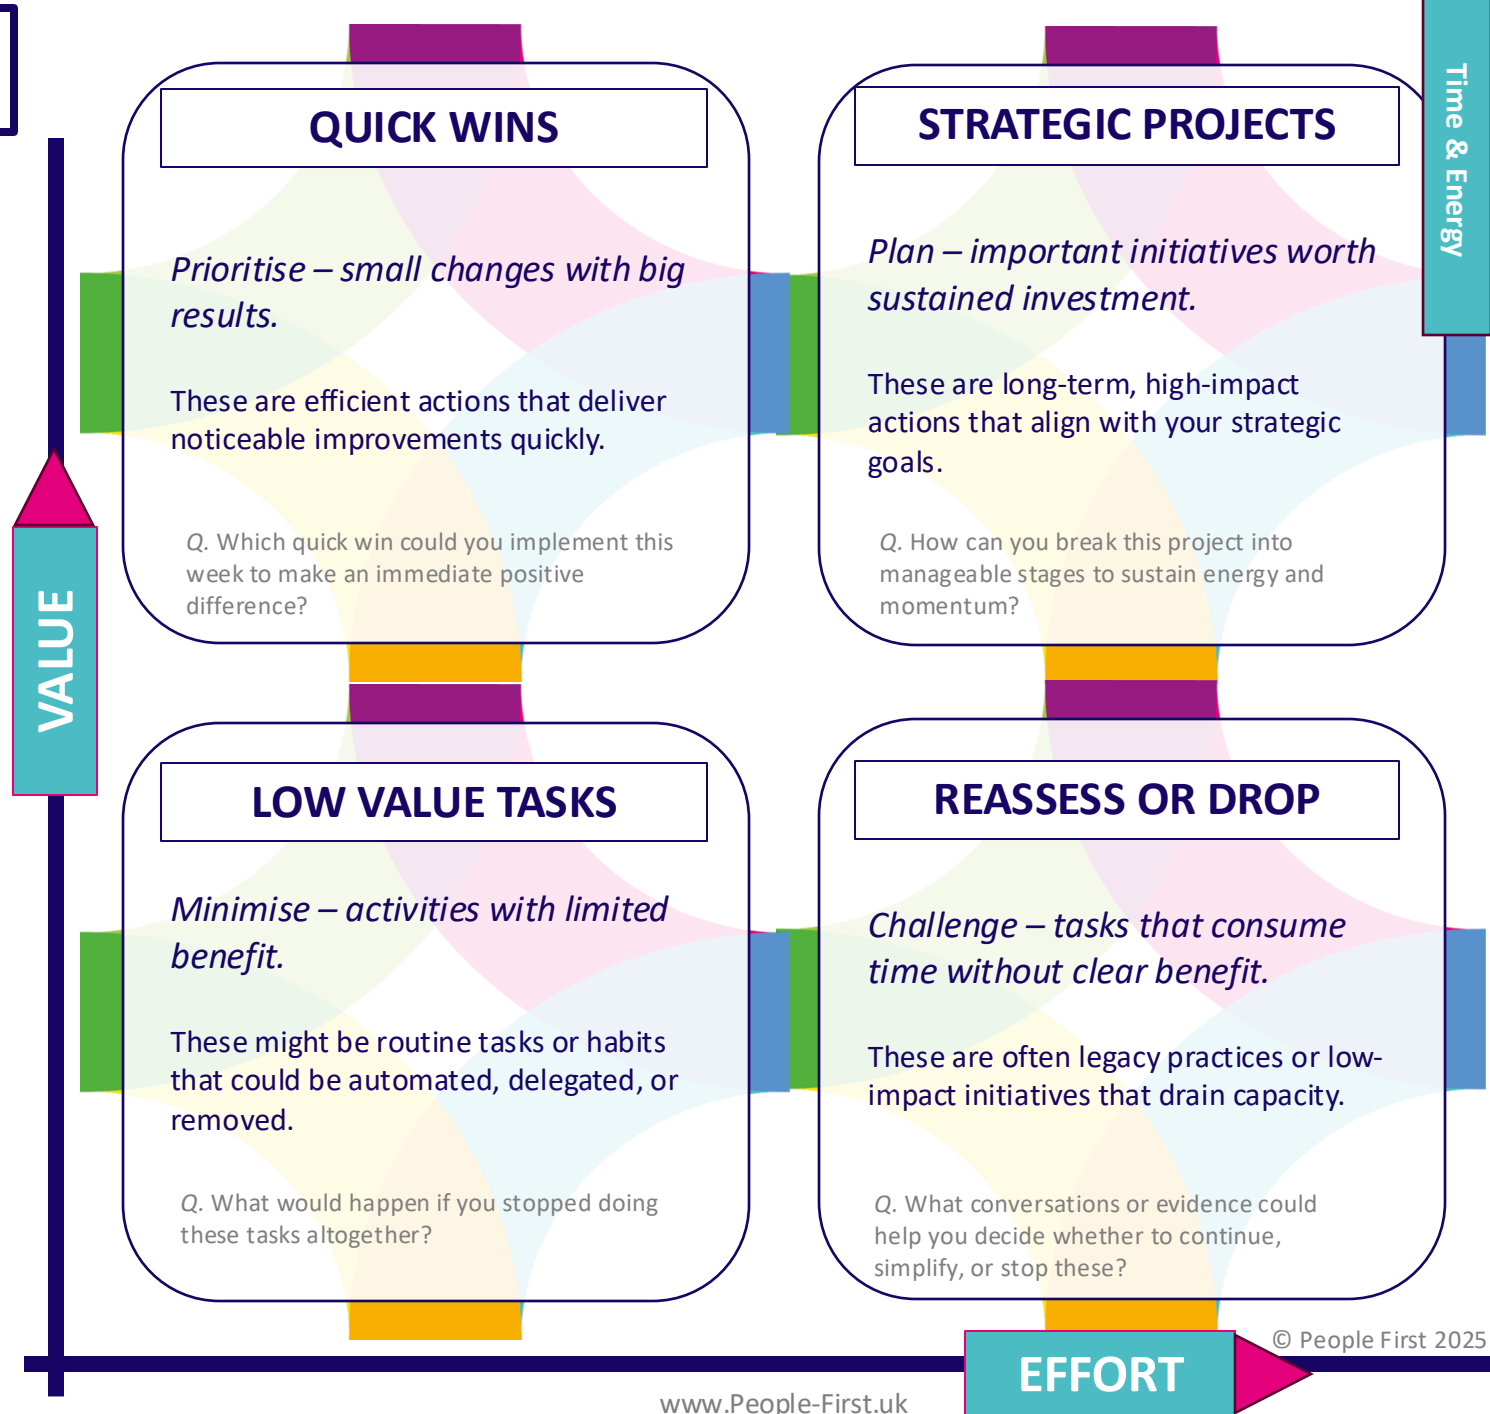 Time & Energy
QUICK WINS
Prioritise – small changes with big
results.
These are efficient actions that deliver
noticeable improvements quickly.
Q. Which quick win could you implement this
week to make an immediate positive
difference?
STRATEGIC PROJECTS
Plan – important initiatives worth
sustained investment.
These are long-term, high-impact
actions that align with your strategic
goals.
Q. How can you break this project into
manageable stages to sustain energy and
momentum?
VALUE
LOW VALUE TASKS
Minimise – activities with limited
benefit.
These might be routine tasks or habits
that could be automated, delegated, or
removed.
Q. What would happen if you stopped doing
these tasks altogether?
REASSESS OR DROP
Challenge – tasks that consume
time without clear benefit.
These are often legacy practices or low-
impact initiatives that drain capacity.
Q. What conversations or evidence could
help you decide whether to continue,
simplify, or stop these?
© People First 2025
EFFORT
www.People-First.uk